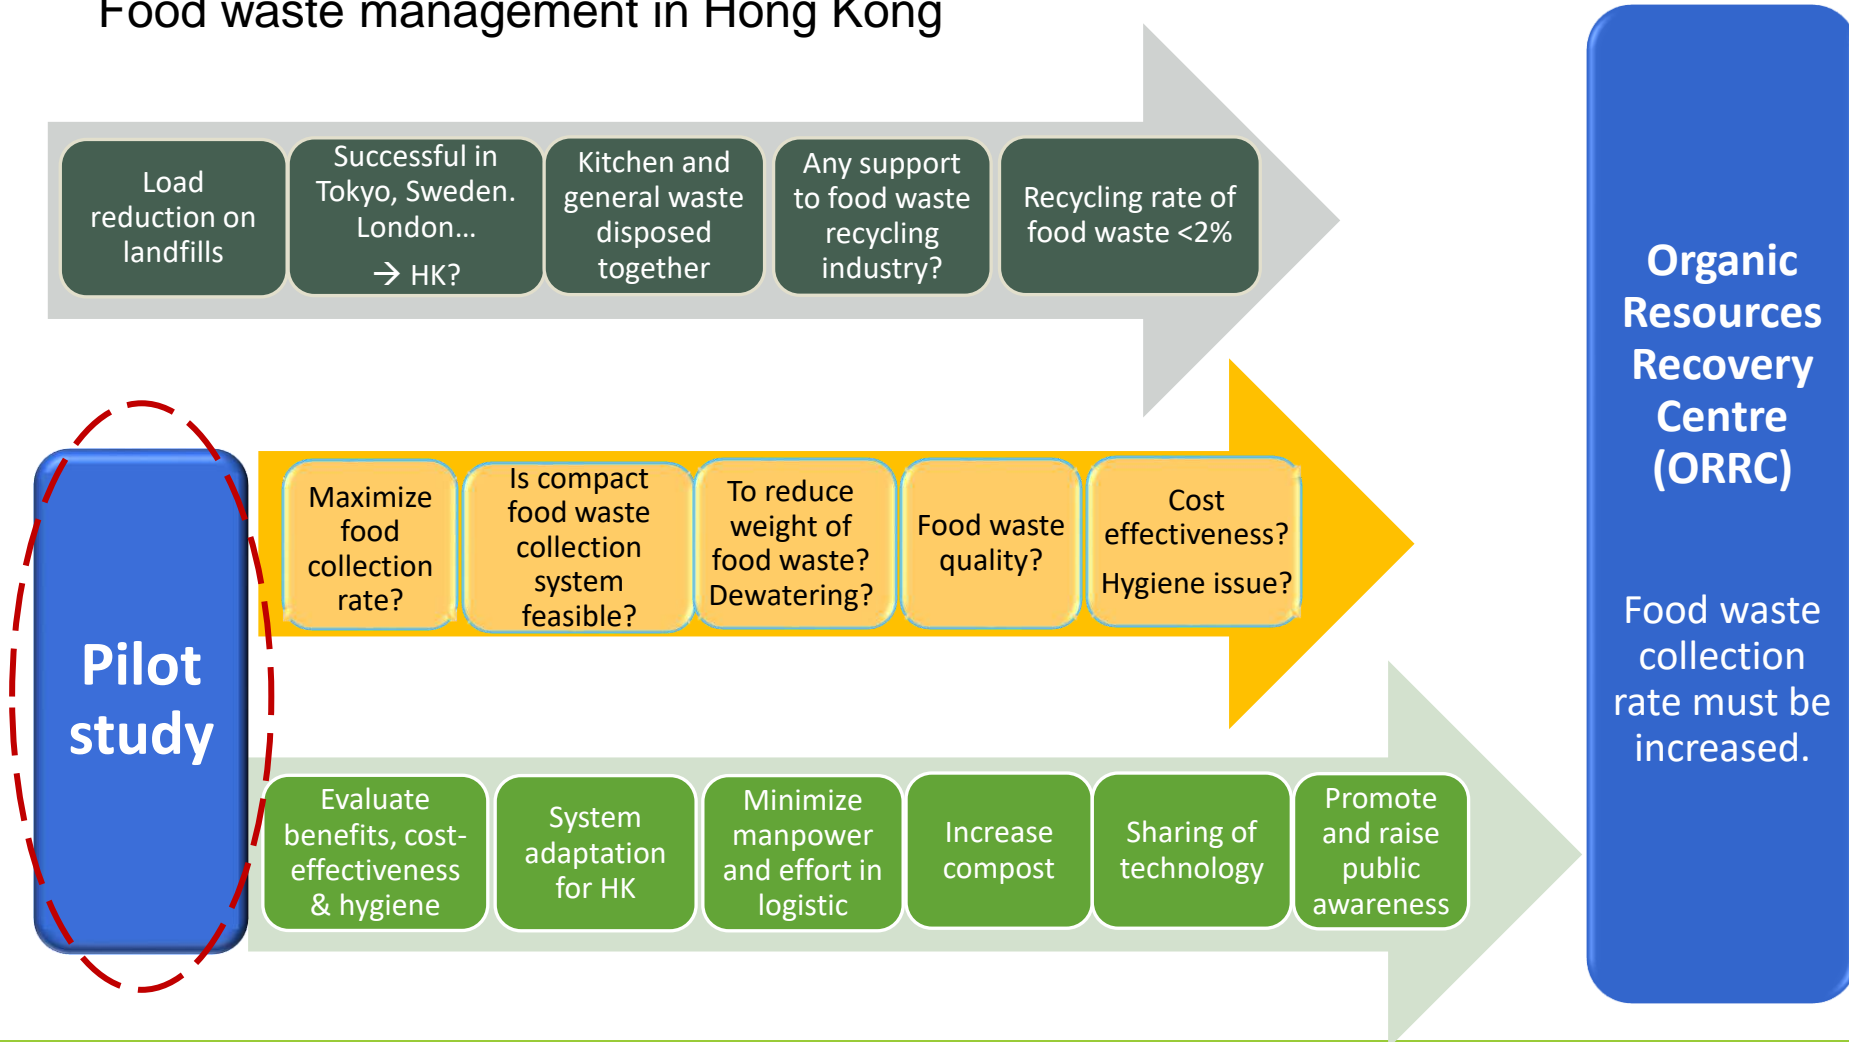 Food waste management in Hong Kong
Load
reduction on
landfills
Successful in
Tokyo, Sweden.
London...
→ HK?
Kitchen and
general waste
disposed
together
Any support
to food waste
recycling
industry?
Recycling rate of
food waste <2%
Pilot
study
Maximize
food
collection
rate?
Is compact
food waste
collection
system
feasible?
To reduce
weight of
food waste?
Dewatering?
Food waste
quality?
Cost
effectiveness?
Hygiene issue?
Evaluate
benefits, cost-
effectiveness
& hygiene
System
adaptation
for HK
Minimize
manpower
and effort in
logistic
Increase
compost
Sharing of
technology
Promote
and raise
public
awareness
Organic
Resources
Recovery
Centre
(ORRC)
Food waste
collection
rate must be
increased.